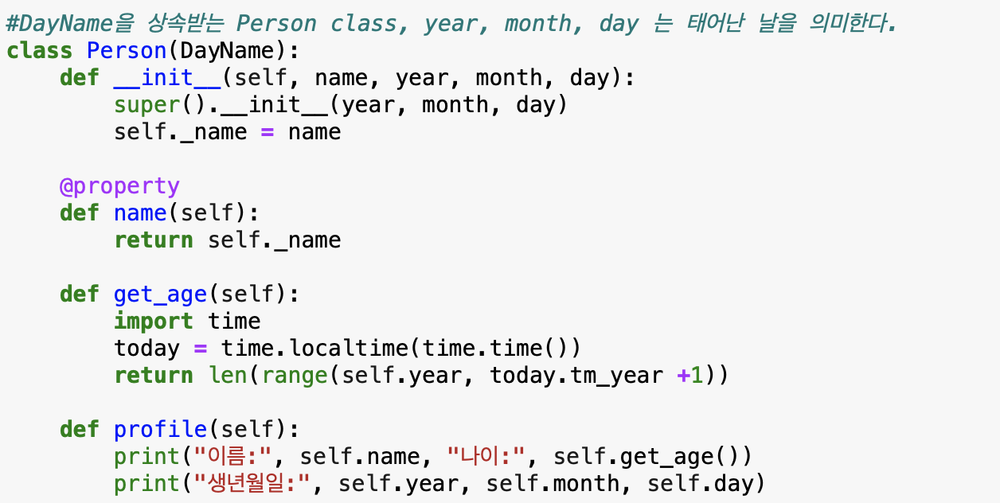 #DayName을 상속받는 Person class, year, month, day 는 태어난 날을 의미한다.
class Person(DayName):
    def __init__(self, name, year, month, day):
        super().__init__(year, month, day)
        self._name = name

    @property
    def name(self):
        return self._name

    def get_age(self):
        import time
        today = time.localtime(time.time())
        return len(range(self.year, today.tm_year +1))

    def profile(self):
        print("이름:", self.name, "나이:", self.get_age())
        print("생년월일:", self.year, self.month, self.day)